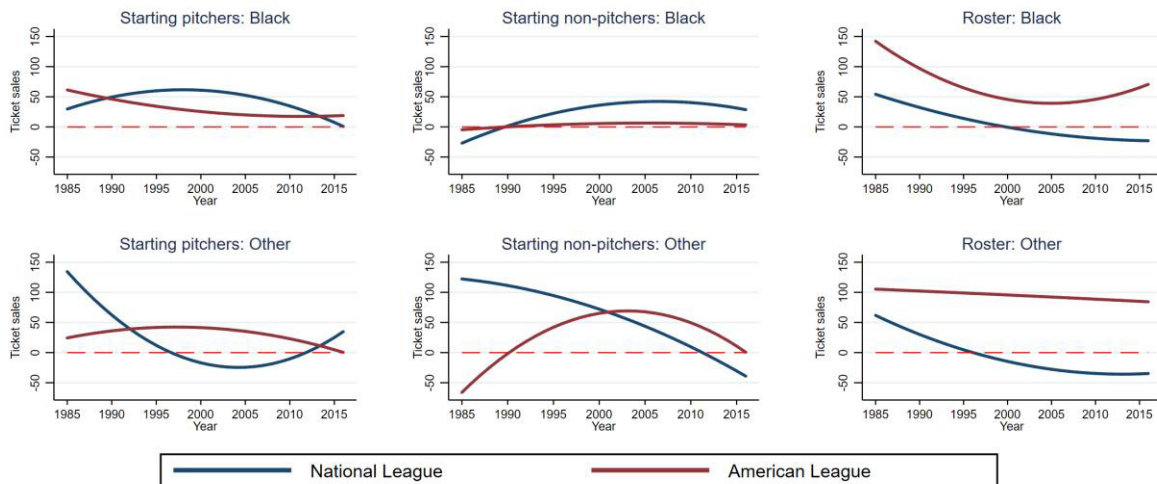 Starting pitchers: Black
Ticket sales
150
100
50
0
-50
1985 1990 1995 2000 2005 2010 2015
Year
Starting non-pitchers: Black
Ticket sales
150
100
50
0
-50
1985 1990 1995 2000 2005 2010 2015
Year
Roster: Black
Ticket sales
150
100
50
0
-50
1985 1990 1995 2000 2005 2010 2015
Year
Starting pitchers: Other
Ticket sales
150
100
50
0
-50
1985 1990 1995 2000 2005 2010 2015
Year
Starting non-pitchers: Other
Ticket sales
150
100
50
0
-50
1985 1990 1995 2000 2005 2010 2015
Year
Roster: Other
Ticket sales
150
100
50
0
-50
1985 1990 1995 2000 2005 2010 2015
Year
National League American League